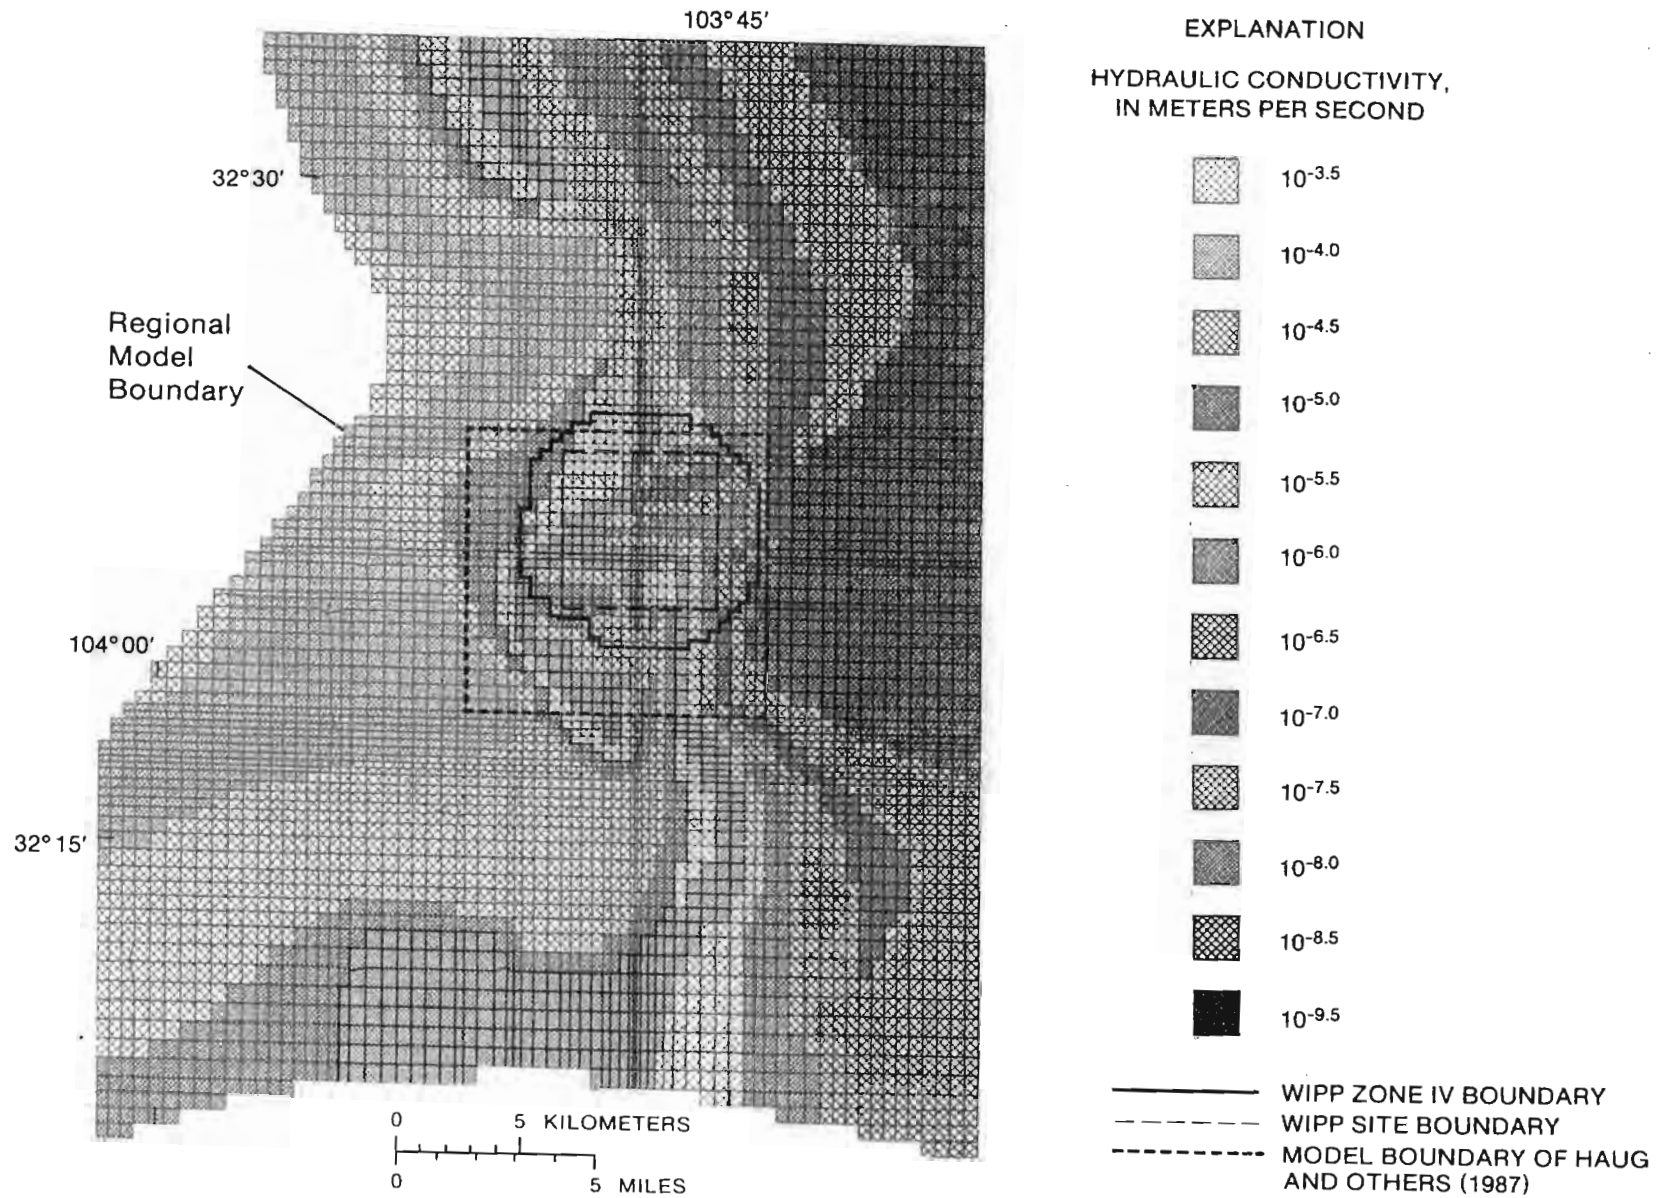 103°45′
32°30′
Regional
Model
Boundary
104°00′
32°15′
0 5 KILOMETERS
0 5 MILES
EXPLANATION
HYDRAULIC CONDUCTIVITY,
IN METERS PER SECOND
10-3.5
10-4.0
10-4.5
10-5.0
10-5.5
10-6.0
10-6.5
10-7.0
10-7.5
10-8.0
10-8.5
10-9.5
WIPP ZONE IV BOUNDARY
WIPP SITE BOUNDARY
MODEL BOUNDARY OF HAUG
AND OTHERS (1987)